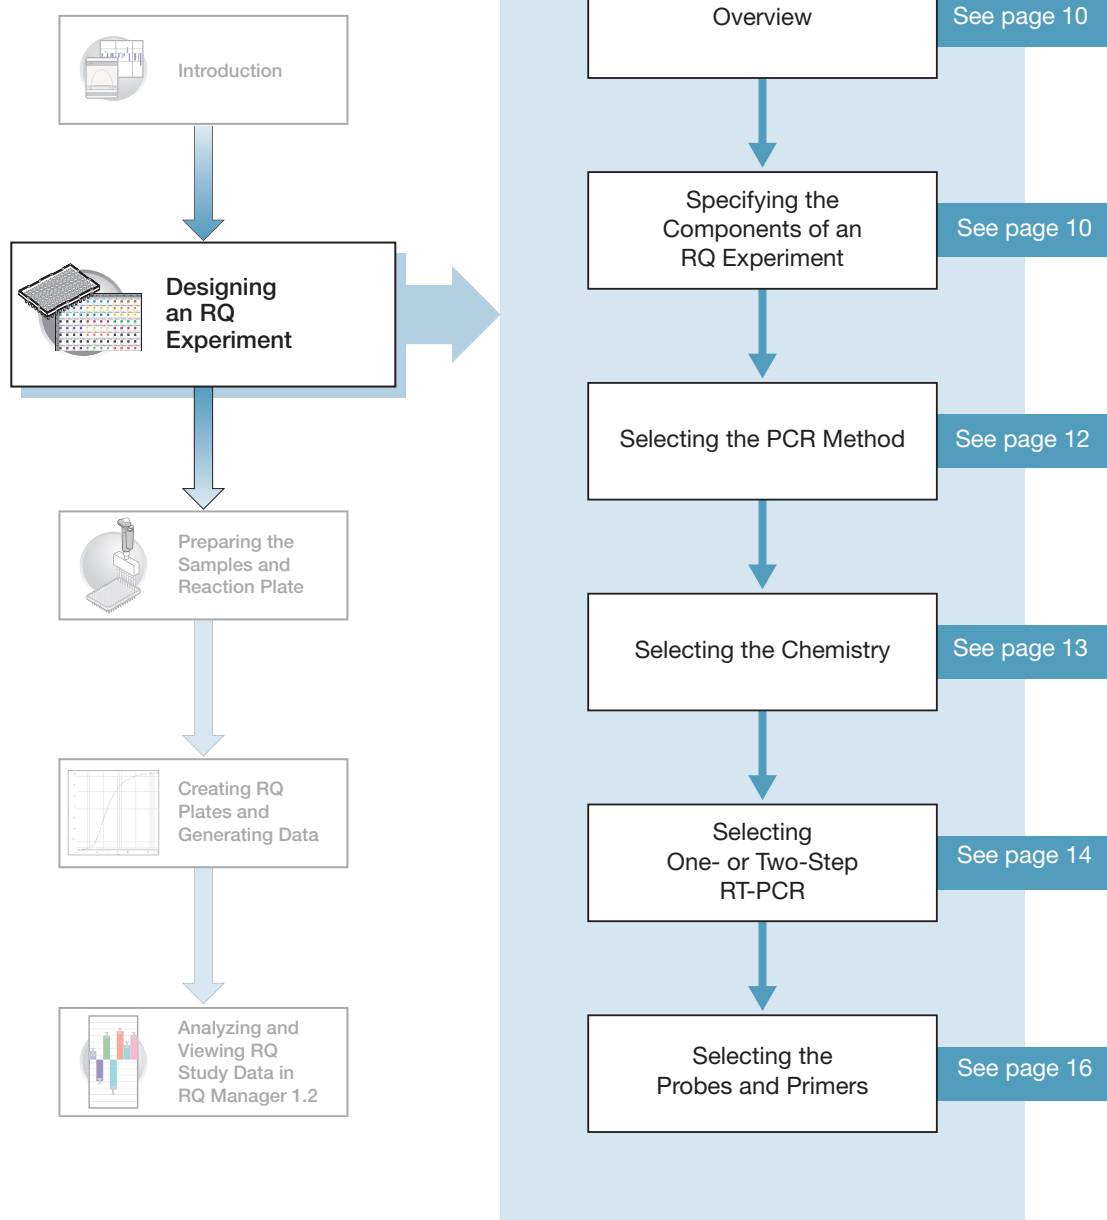 Introduction
Designing
an RQ
Experiment
Preparing the
Samples and
Reaction Plate
Creating RQ
Plates and
Generating Data
Analyzing and
Viewing RQ
Study Data in
RQ Manager 1.2
Overview
See page 10
Specifying the
Components of an
RQ Experiment
See page 10
Selecting the PCR Method
See page 12
Selecting the Chemistry
See page 13
Selecting
One- or Two-Step
RT-PCR
See page 14
Selecting the
Probes and Primers
See page 16